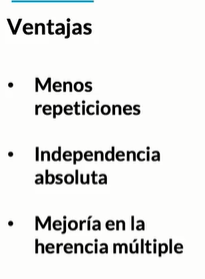 Ventajas
• Menos
repeticiones
• Independencia
absoluta
• Mejoría en la
herencia múltiple